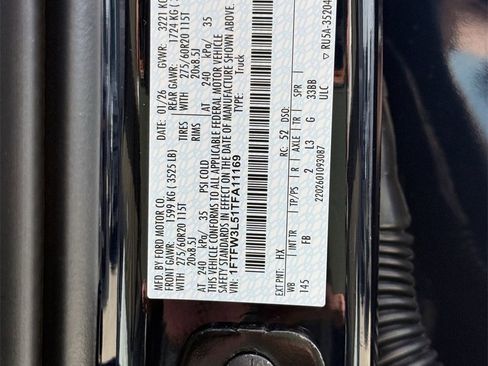 MFD. BY FORD MOTOR CO.
DATE: 01/26 GVWR: 3221 KG
FRONT GAWR: 1599 KG ( 3525 LB) REAR GAWR: 1724 KG (
275/60R20 115T TIRES WITH 275/60R20 115T
20x8.5J RIMS 20x8.5J
AT 240 kPa/ 35 PSI COLD AT 240 kPa/ 35
THIS VEHICLE CONFORMS TO ALL APPLICABLE FEDERAL MOTOR VEHICLE
SAFETY STANDARDS IN EFFECT ON THE DATE OF MANUFACTURE SHOWN ABOVE.
VIN: 1FTFW3L51TFA11169 TYPE: Truck
EXT PNT: HX RC: 52 DSO:
WB INT TR TP/PS R AXLE TR SPR
145 FB 2 L3 G 33BB
2202601093087 ULC
▽ RU5A-35204